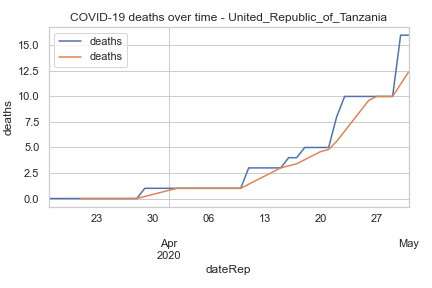 COVID-19 deaths over time - United_Republic_of_Tanzania
deaths
deaths
deaths
15.0
12.5
10.0
7.5
5.0
2.5
0.0
23
30
06
13
20
27
Apr
2020
May
dateRep